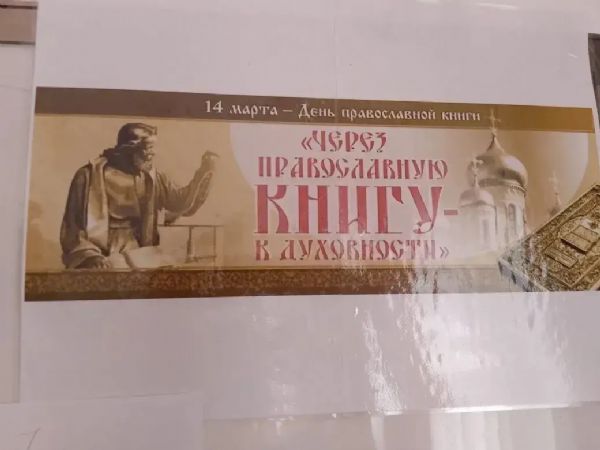 14 марта – День православной книги
«ЧЕРЕЗ
ПРАВОСЛАВНУЮ
КНИГУ-
К ДУХОВНОСТИ»